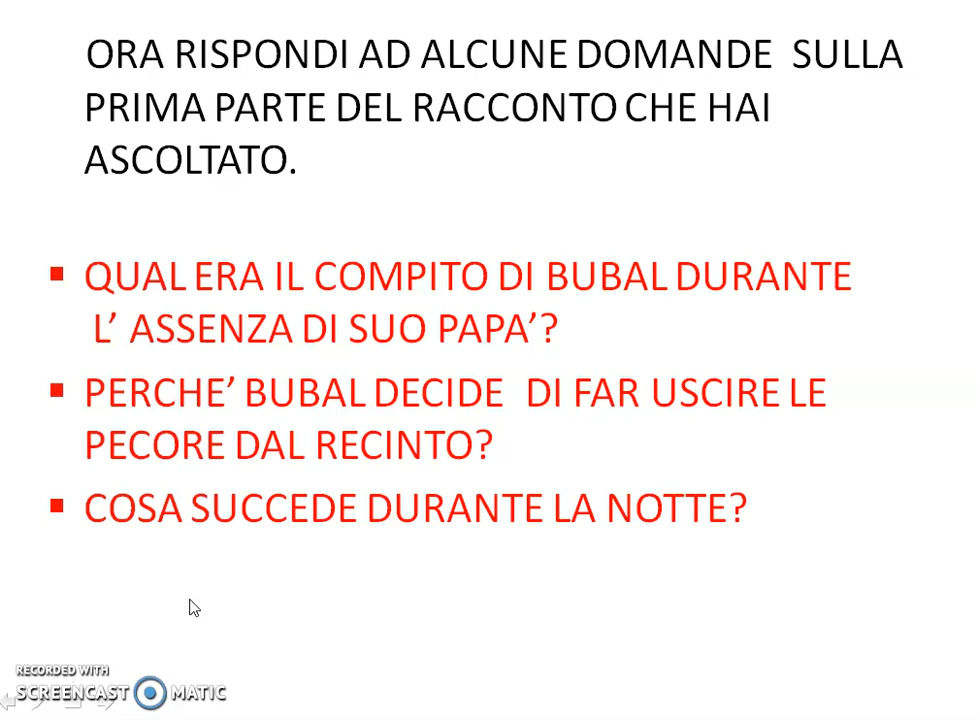 ORA RISPONDI AD ALCUNE DOMANDE SULLA
PRIMA PARTE DEL RACCONTO CHE HAI
ASCOLTATO.
▪ QUAL ERA IL COMPITO DI BUBAL DURANTE
L’ ASSENZA DI SUO PAPA’?
▪ PERCHE’ BUBAL DECIDE DI FAR USCIRE LE
PECORE DAL RECINTO?
▪ COSA SUCCEDE DURANTE LA NOTTE?
RECORDED WITH
SCREENCAST MATIC